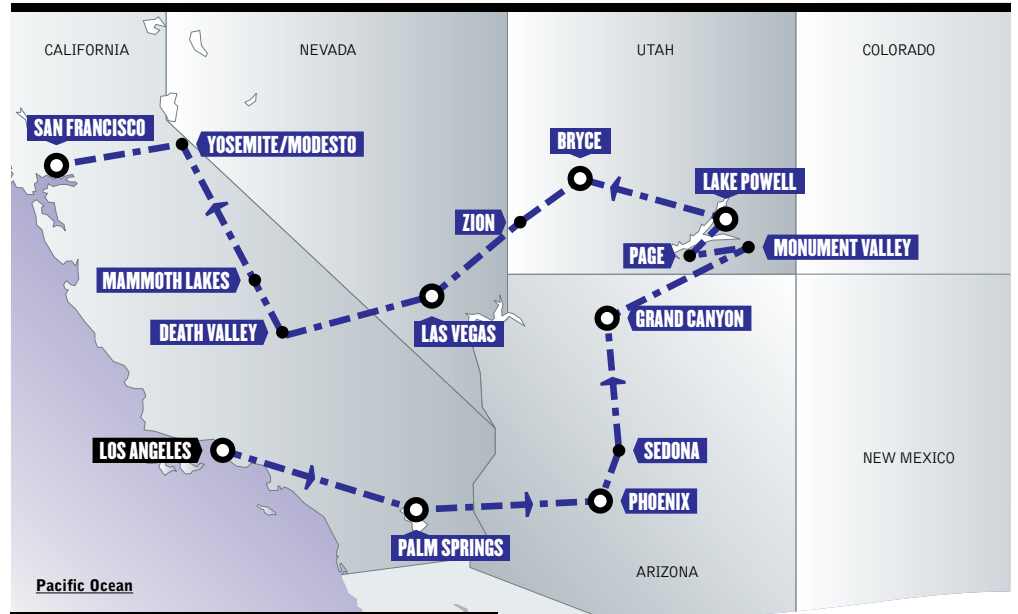 CALIFORNIA
NEVADA
UTAH
COLORADO
SAN FRANCISCO
YOSEMITE/MODESTO
BRYCE
LAKE POWELL
ZION
PAGE
MONUMENT VALLEY
MAMMOTH LAKES
DEATH VALLEY
LAS VEGAS
GRAND CANYON
LOS ANGELES
SEDONA
NEW MEXICO
PHOENIX
PALM SPRINGS
ARIZONA
Pacific Ocean